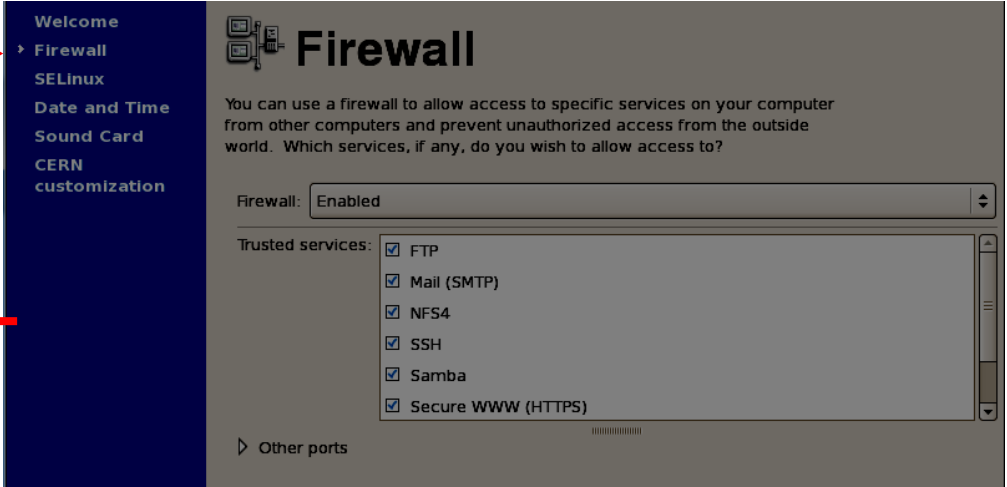 Welcome
Firewall
SELinux
Date and Time
Sound Card
CERN
customization
Firewall
You can use a firewall to allow access to specific services on your computer
from other computers and prevent unauthorized access from the outside
world.  Which services, if any, do you wish to allow access to?
Firewall: Enabled
Trusted services:
FTP
Mail (SMTP)
NFS4
SSH
Samba
Secure WWW (HTTPS)
Other ports